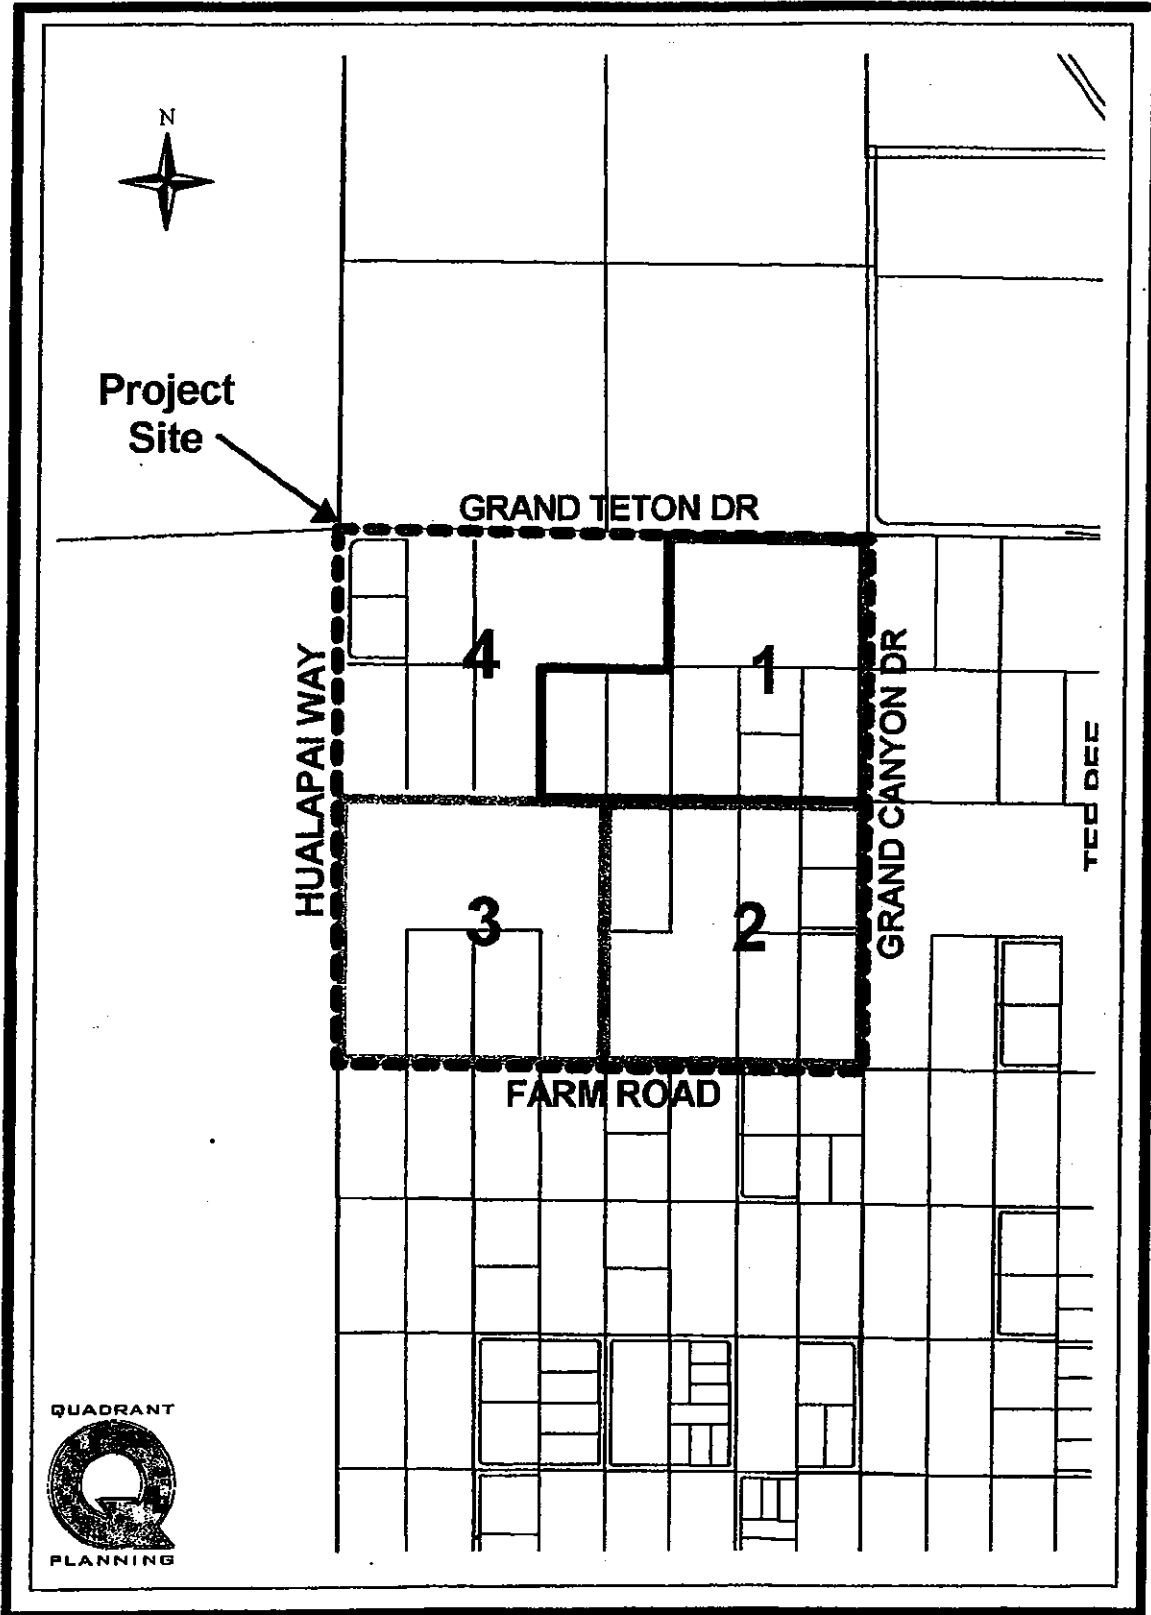 N
Project
Site
GRAND TETON DR
4
1
HUALAPAI WAY
GRAND CANYON DR
3
2
FARM ROAD
QUADRANT
PLANNING